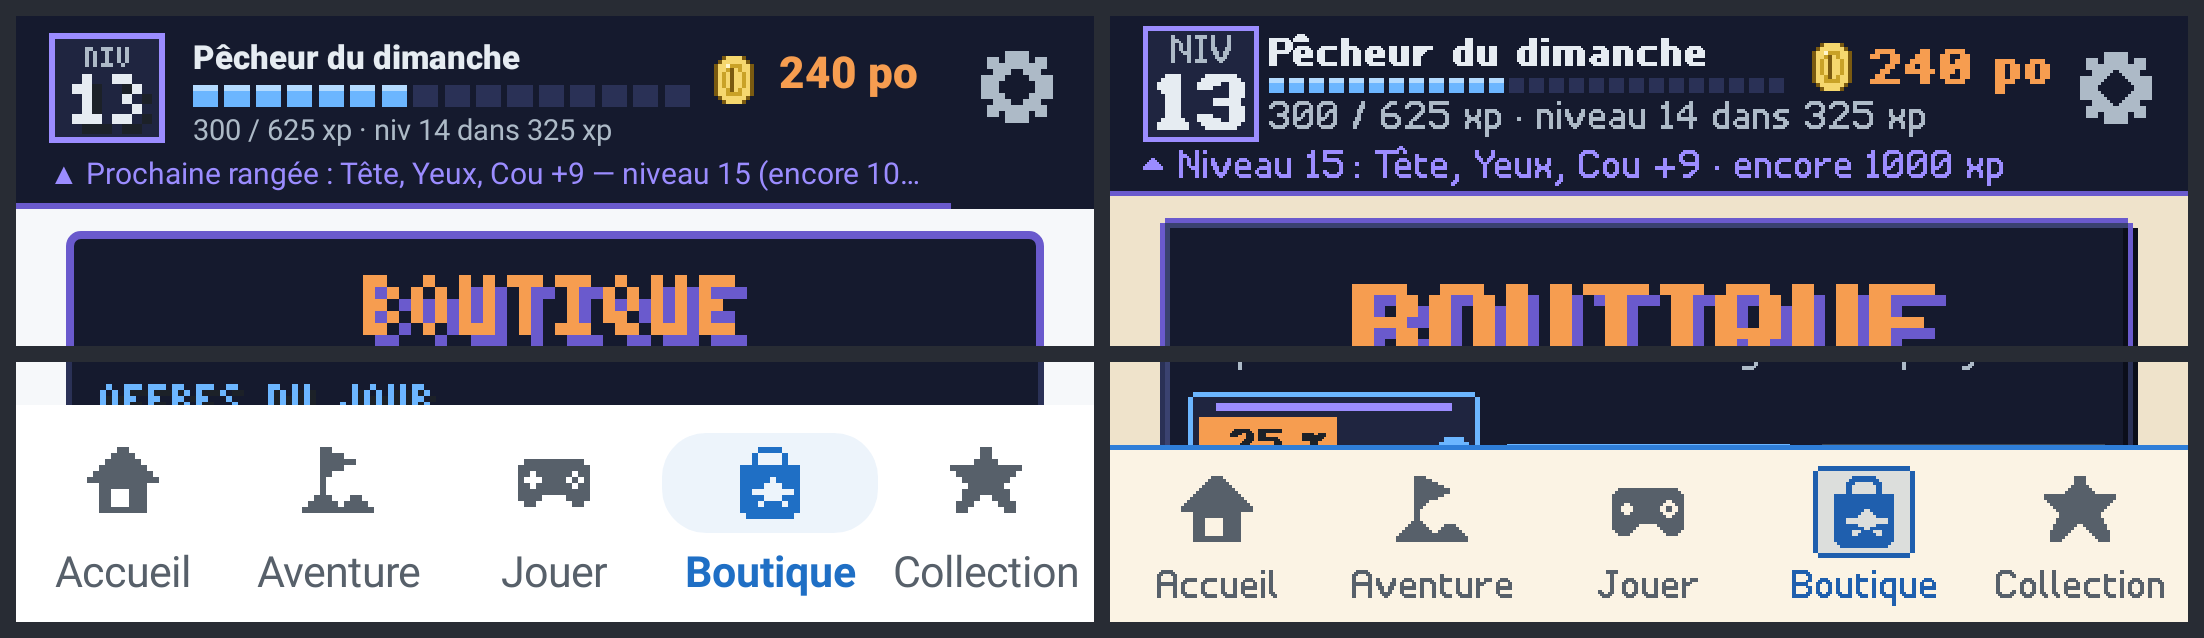 NIV
13
Pêcheur du dimanche
240 po
300 / 625 xp · niv 14 dans 325 xp
▲ Prochaine rangée : Tête, Yeux, Cou +9 — niveau 15 (encore 10...
BOUTIQUE
OFFRES DU JOUR
Accueil
Aventure
Jouer
Boutique
Collection
NIV
13
Pêcheur du dimanche
240 po
300 / 625 xp · niveau 14 dans 325 xp
▲ Niveau 15 : Tête, Yeux, Cou +9 · encore 1000 xp
BOUTIQUE
Accueil
Aventure
Jouer
Boutique
Collection